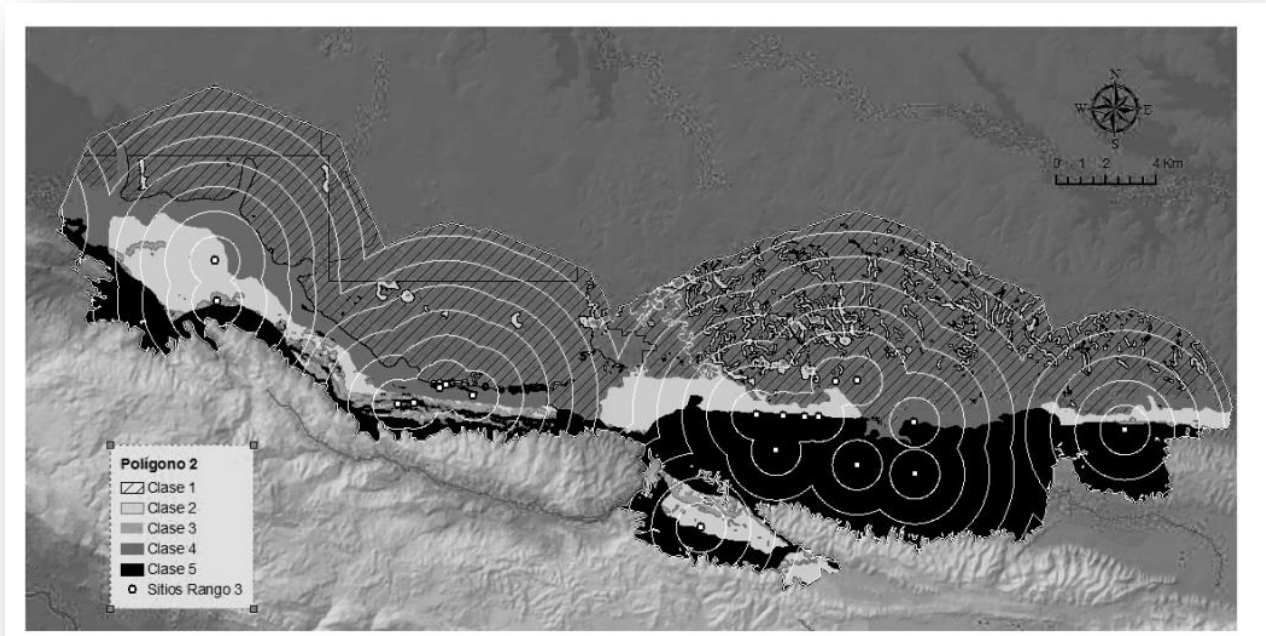 N
W E
S
0 1 2 4 Km
Polígono 2
Clase 1
Clase 2
Clase 3
Clase 4
Clase 5
Sitios Rango 3